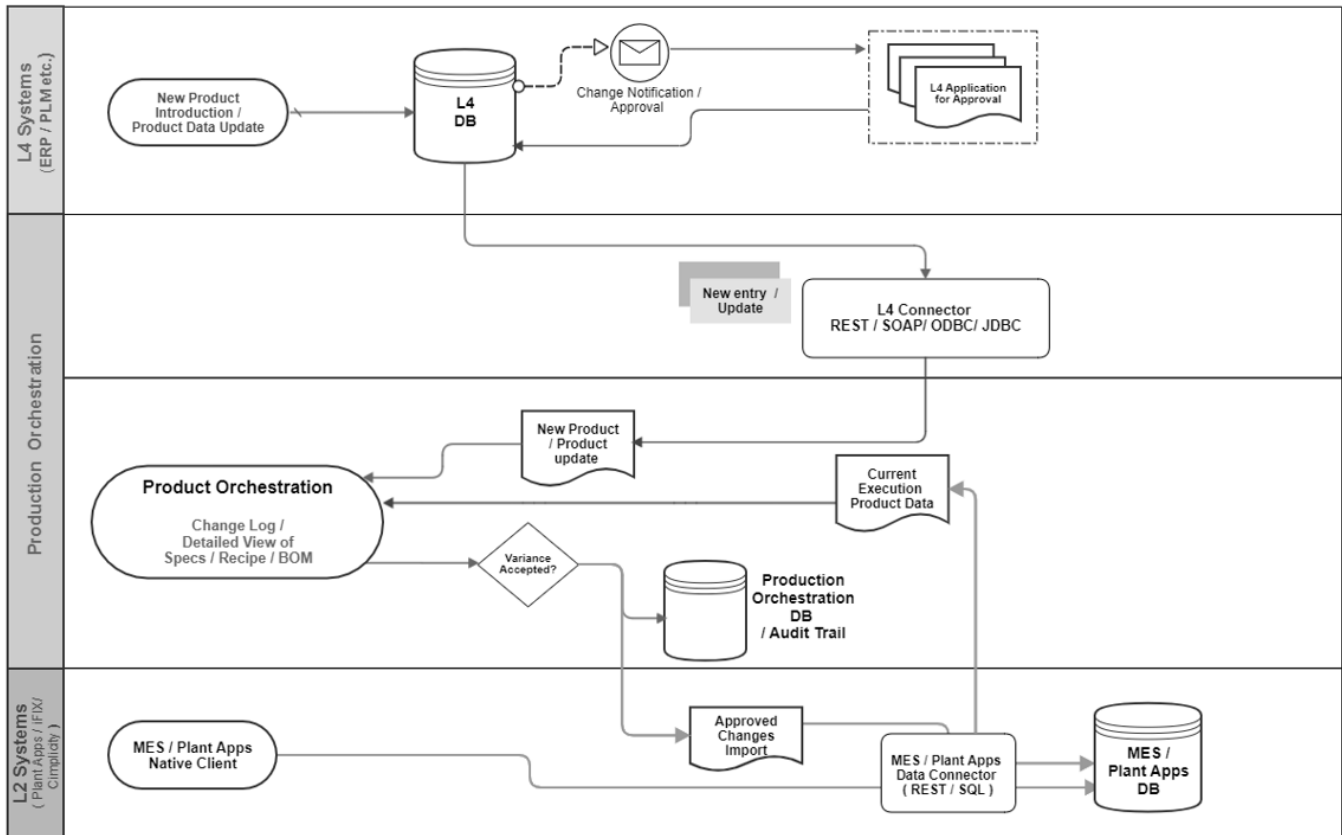 L4 Systems
(ERP / PLM etc.)
New Product
Introduction /
Product Data Update
L4
DB
Change Notification /
Approval
L4 Application
for Approval
Production Orchestration
New entry /
Update
L4 Connector
REST / SOAP/ ODBC/ JDBC
New Product
/ Product
update
Current
Execution
Product Data
Product Orchestration
Change Log /
Detailed View of
Specs / Recipe / BOM
Variance
Accepted?
Production
Orchestration
DB
/ Audit Trail
L2 Systems
( Plant Apps / iFIX/
Cimplicity )
MES / Plant Apps
Native Client
Approved
Changes
Import
MES / Plant Apps
Data Connector
( REST / SQL )
MES /
Plant Apps
DB